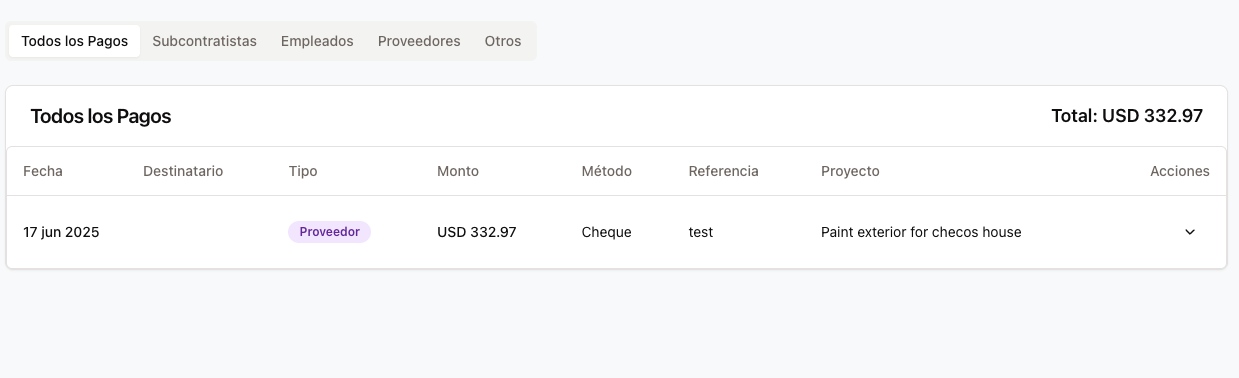 Todos los Pagos Subcontratistas Empleados Proveedores Otros
Todos los Pagos Total: USD 332.97
Fecha Destinatario Tipo Monto Método Referencia Proyecto Acciones
17 jun 2025 Proveedor USD 332.97 Cheque test Paint exterior for checos house